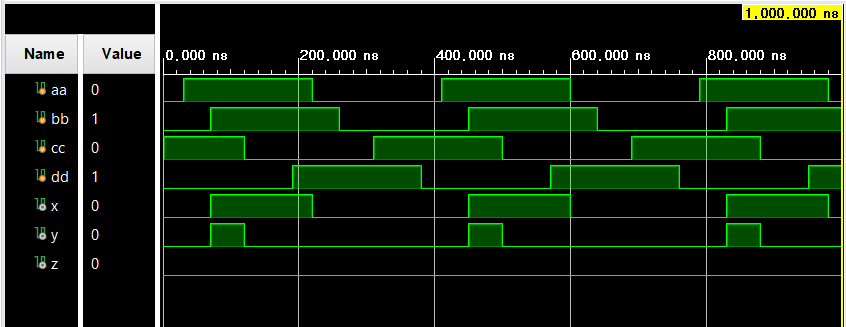 1,000.000 ns
Name Value
0.000 ns 200.000 ns 400.000 ns 600.000 ns 800.000 ns
aa 0
bb 1
cc 0
dd 1
x 0
y 0
z 0